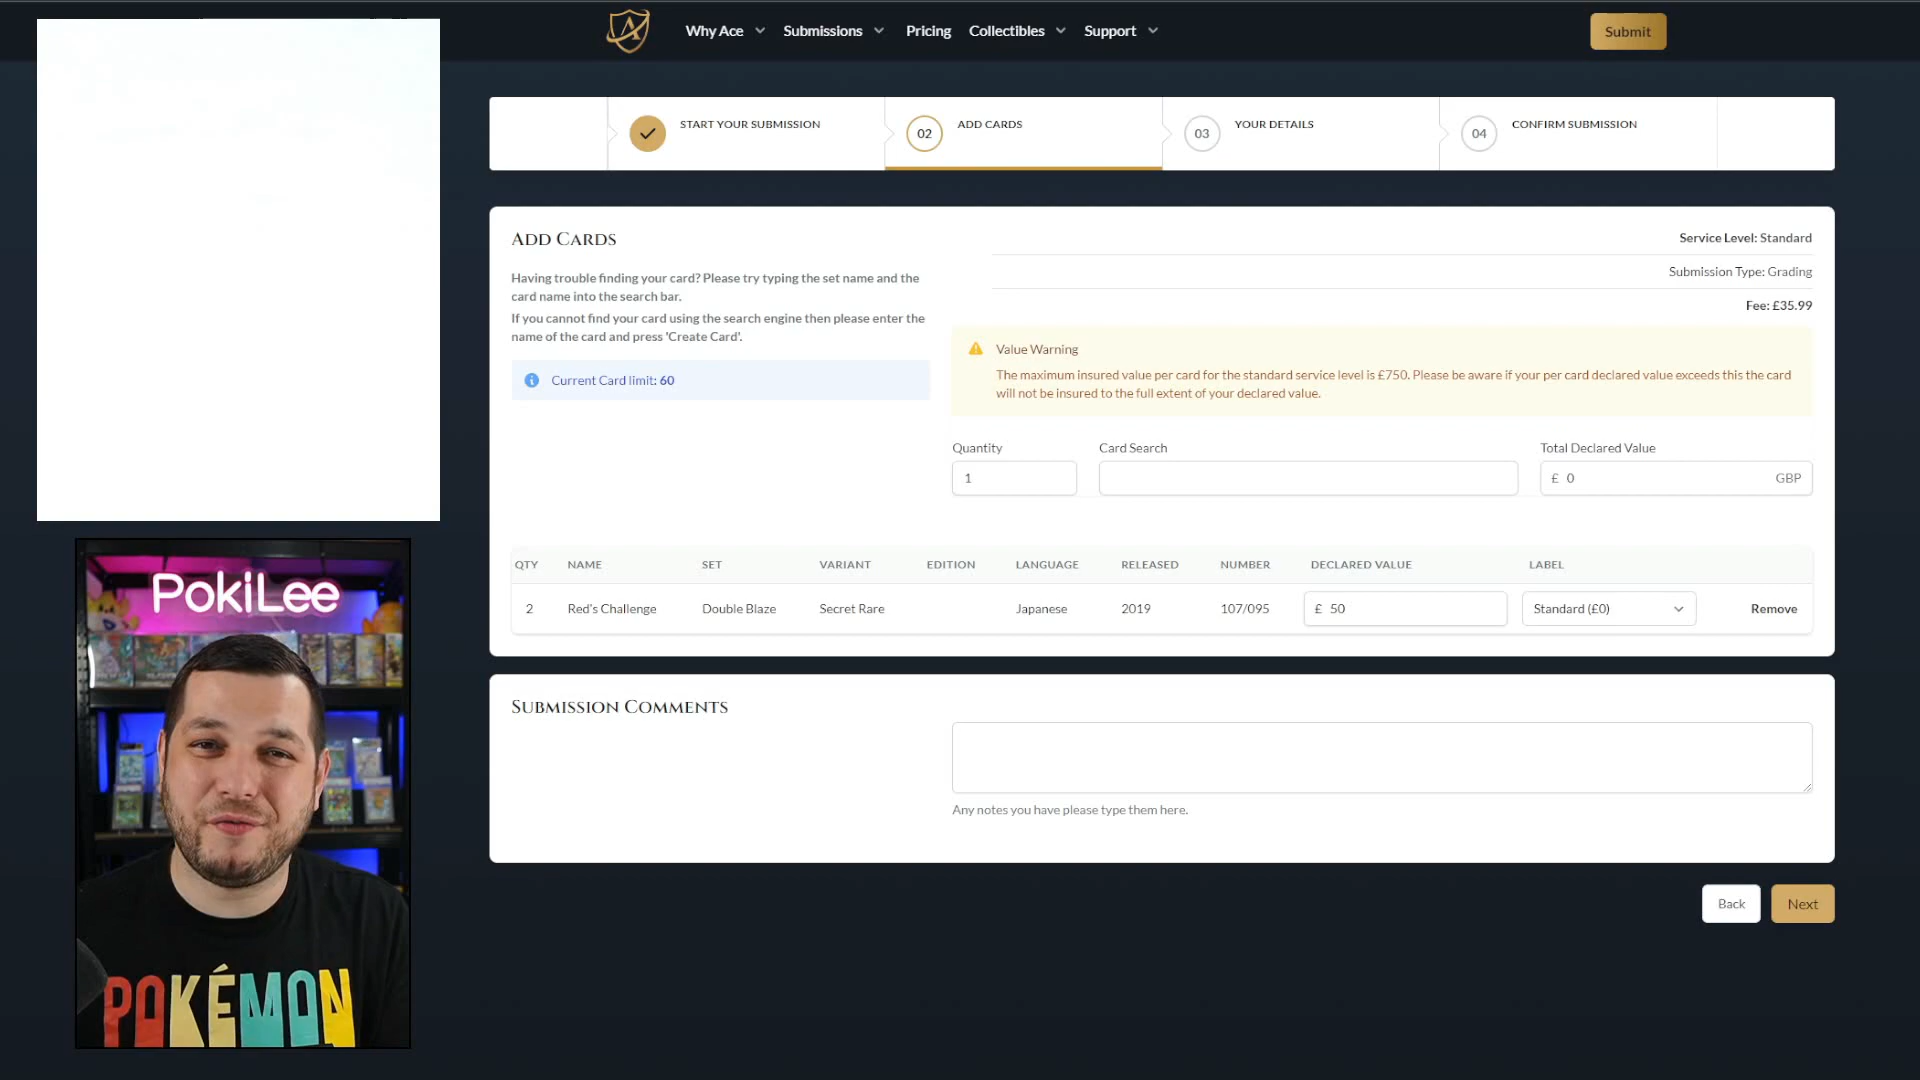 Why Ace
Submissions
Pricing
Collectibles
Support
Submit
START YOUR SUBMISSION
02
ADD CARDS
03
YOUR DETAILS
04
CONFIRM SUBMISSION
ADD CARDS
Having trouble finding your card? Please try typing the set name and the
card name into the search bar.
If you cannot find your card using the search engine then please enter the
name of the card and press 'Create Card'.
Current Card limit: 60
Service Level: Standard
Submission Type: Grading
Fee: £35.99
Value Warning
The maximum insured value per card for the standard service level is £750. Please be aware if your per card declared value exceeds this the card
will not be insured to the full extent of your declared value.
Quantity Card Search Total Declared Value
1 £ 0 GBP
QTY NAME SET VARIANT EDITION LANGUAGE RELEASED NUMBER DECLARED VALUE LABEL
2 Red's Challenge Double Blaze Secret Rare Japanese 2019 107/095 £ 50 Standard (£0) Remove
SUBMISSION COMMENTS
Any notes you have please type them here.
Back
Next
PokiLee
POKÉMON